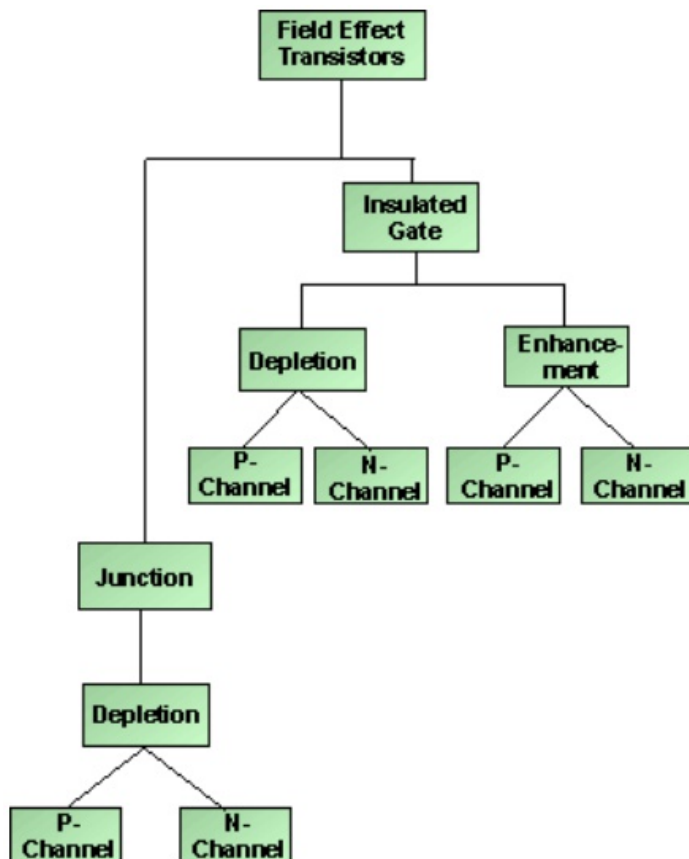 Field Effect
Transistors
Insulated
Gate
Depletion
Enhance-
ment
P-
Channel
N-
Channel
P-
Channel
N-
Channel
Junction
Depletion
P-
Channel
N-
Channel